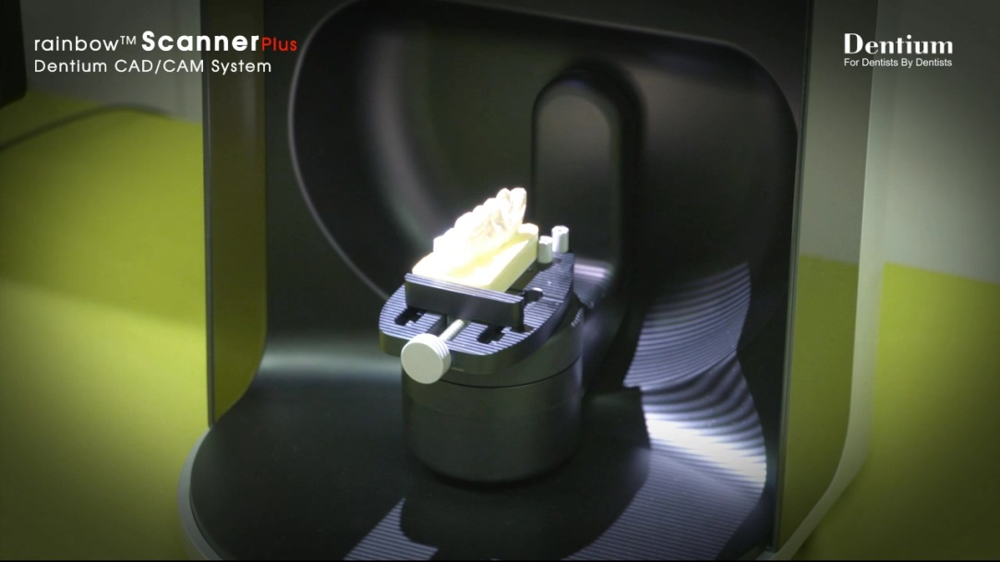 rainbow™ ScannerPlus
Dentium CAD/CAM System
Dentium
For Dentists By Dentists